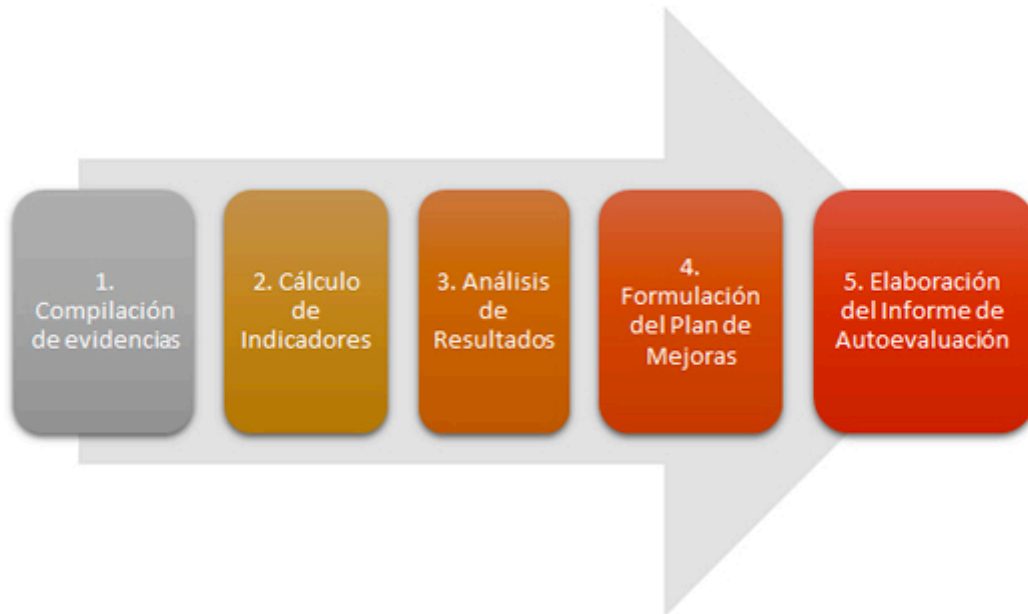 1.
Compilación
de evidencias
2. Cálculo
de
Indicadores
3. Análisis
de
Resultados
4.
Formulación
del Plan de
Mejoras
5. Elaboración
del Informe de
Autoevaluación